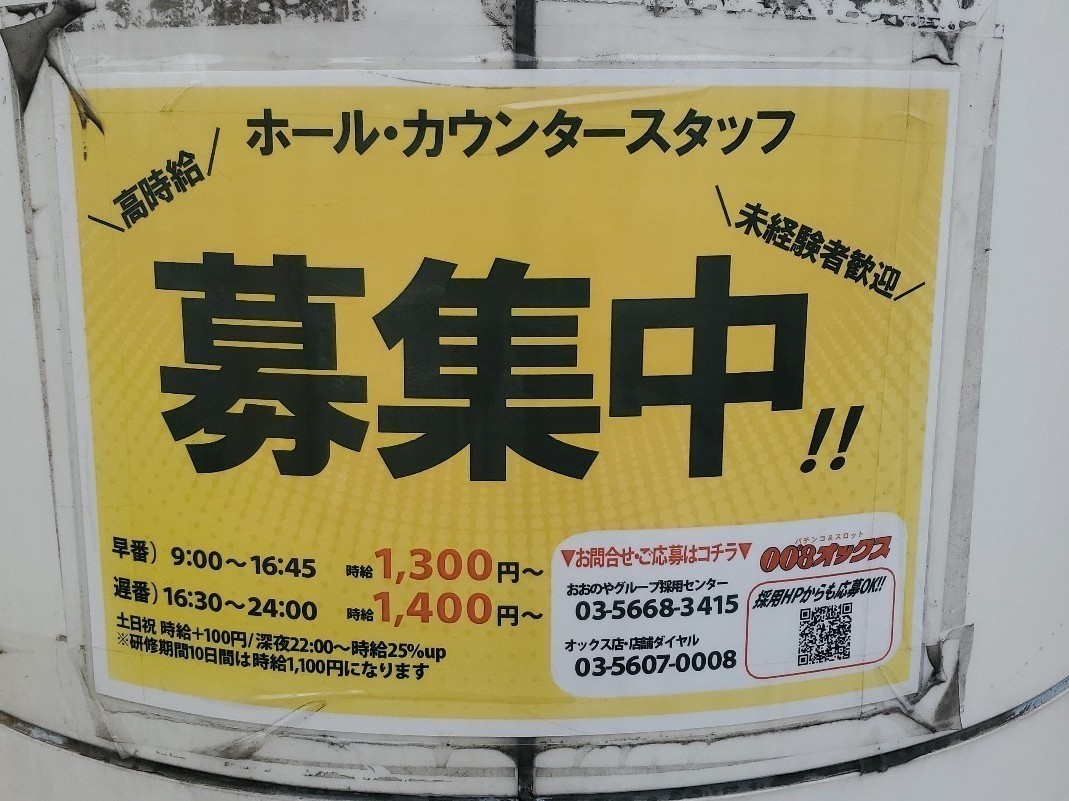 ホール・カウンタースタッフ
\高時給/
\未経験者歓迎/
募集中!!
早番) 9:00～16:45 時給1,300円～
遅番) 16:30～24:00 時給1,400円～
土日祝 時給+100円/深夜22:00～時給25%up
※研修期間10日間は時給1,100円になります
▼お問合せ・ご応募はコチラ▼
おおのやグループ採用センター
03-5668-3415
オックス店・店舗ダイヤル
03-5607-0008
パチンコ&スロット
008オックス
採用HPからも応募OK!!